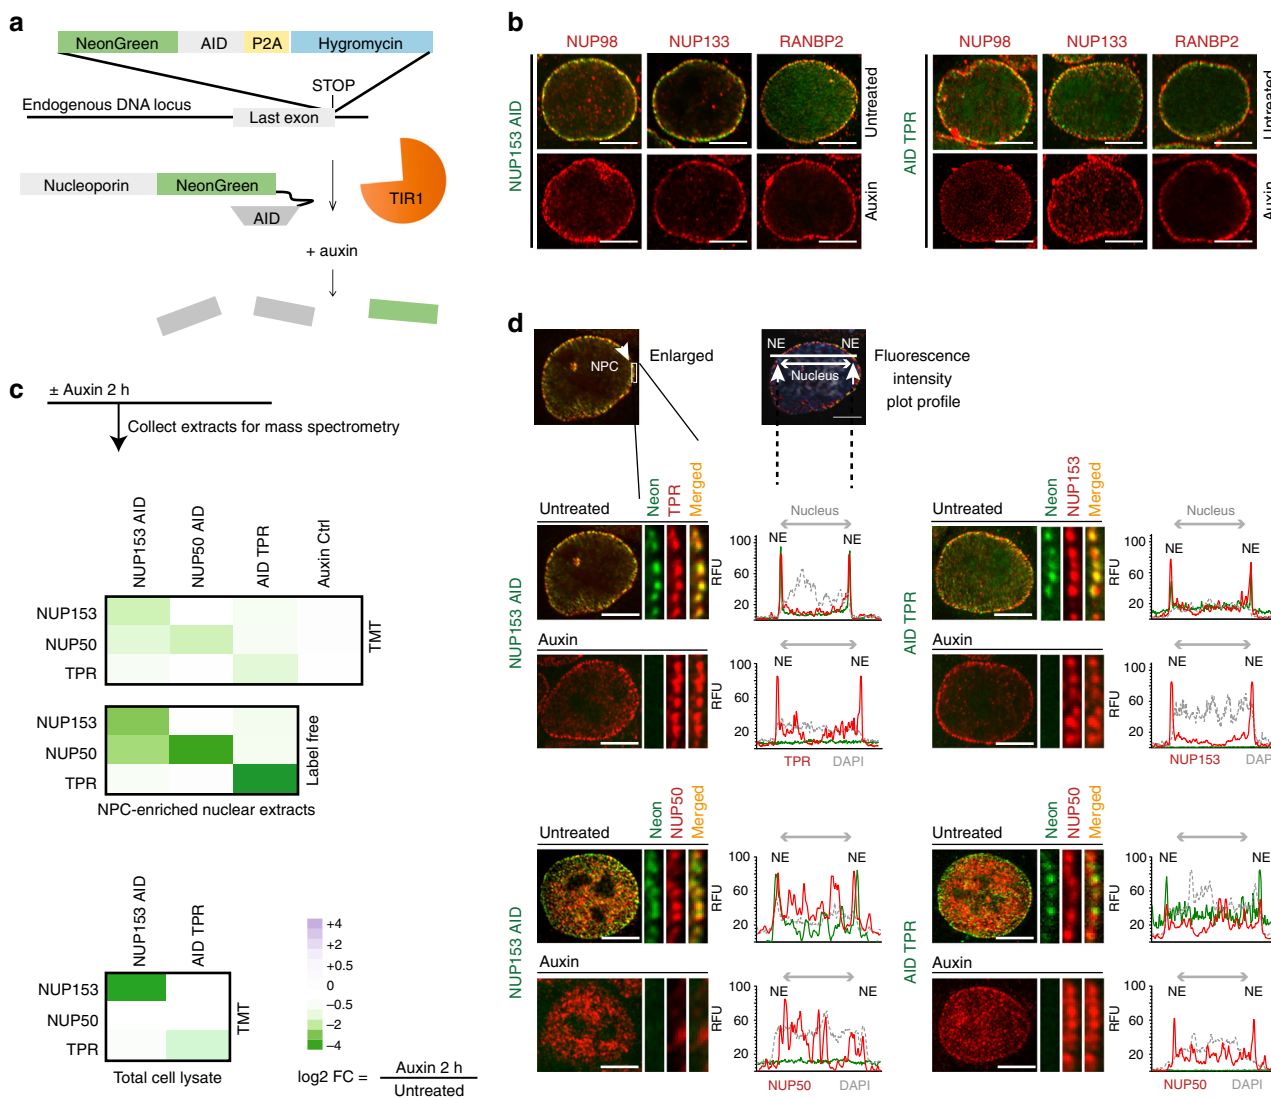 a
NeonGreen AID P2A Hygromycin
STOP
Endogenous DNA locus
Last exon
Nucleoporin NeonGreen
AID
TIR1
+ auxin
b
NUP98 NUP133 RANBP2
NUP153 AID
Untreated
Auxin
NUP98 NUP133 RANBP2
AID TPR
Untreated
Auxin
c
± Auxin 2 h
Collect extracts for mass spectrometry
NUP153 AID
NUP50 AID
AID TPR
Auxin Ctrl
NUP153
NUP50
TPR
TMT
NUP153
NUP50
TPR
Label free
NPC-enriched nuclear extracts
NUP153 AID
AID TPR
NUP153
NUP50
TPR
TMT
Total cell lysate
+4
+2
+0.5
0
–0.5
–2
–4
log2 FC = Auxin 2 h
Untreated
d
NPC
Enlarged
NE NE
Nucleus
Fluorescence
intensity
plot profile
NUP153 AID
Untreated
Neon
TPR
Merged
Nucleus
RFU
100
60
20
NE NE
Auxin
RFU
100
60
20
NE NE
TPR DAPI
AID TPR
Untreated
Neon
NUP153
Merged
Nucleus
RFU
100
60
20
NE NE
Auxin
RFU
100
60
20
NE NE
NUP153 DAP
NUP153 AID
Untreated
Neon
NUP50
Merged
RFU
100
60
20
NE NE
Auxin
RFU
100
60
20
NE NE
NUP50 DAPI
AID TPR
Untreated
Neon
NUP50
Merged
RFU
100
60
20
NE NE
Auxin
RFU
100
60
20
NE NE
NUP50 DAPI